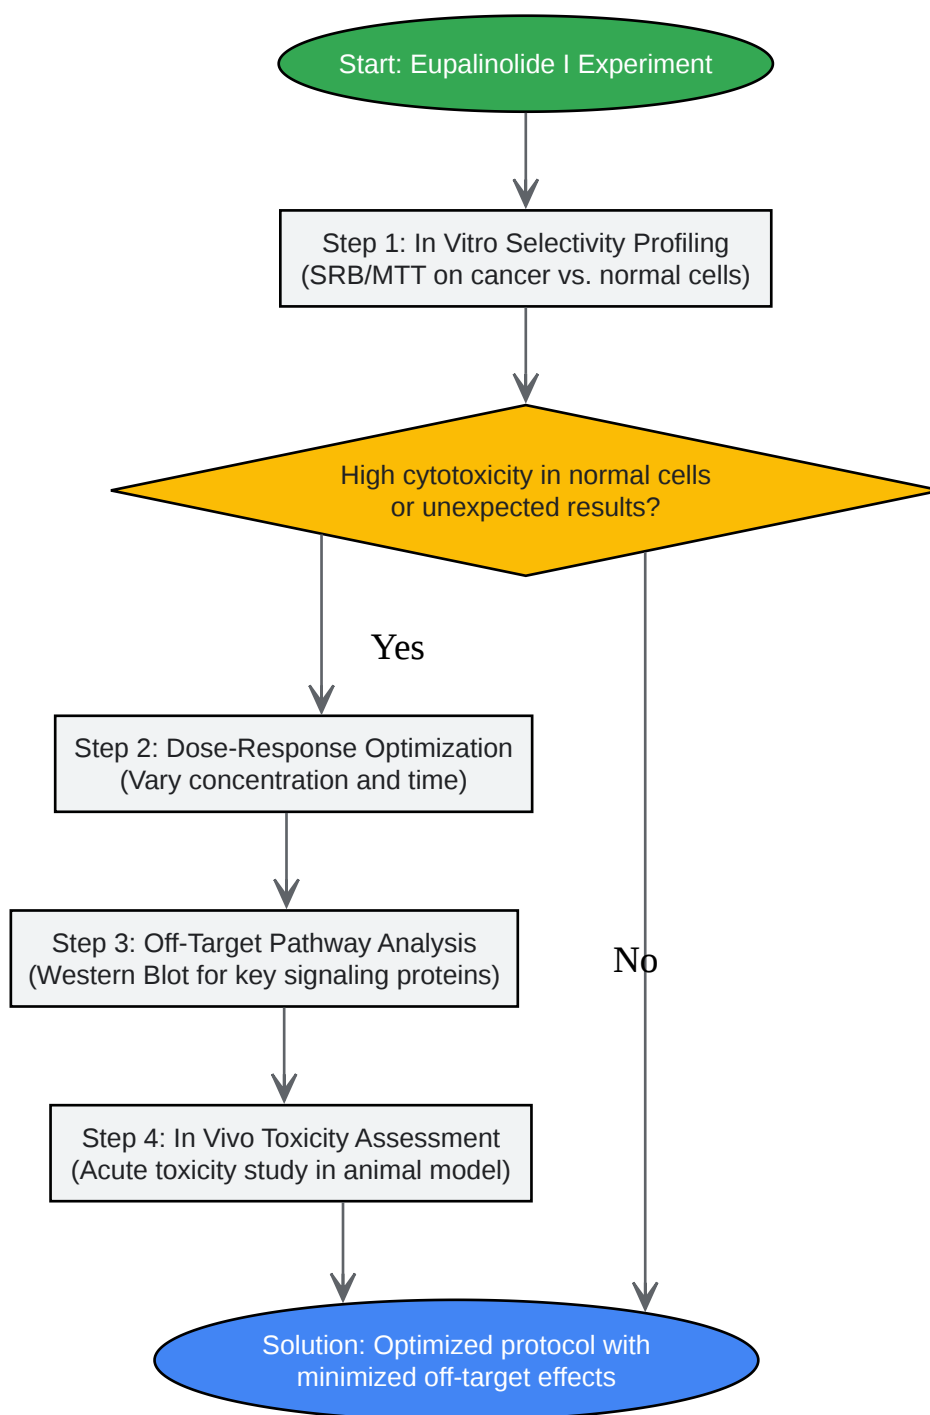 Start: Eupalinolide I Experiment
Step 1: In Vitro Selectivity Profiling
(SRB/MTT on cancer vs. normal cells)
High cytotoxicity in normal cells
or unexpected results?
Yes
Step 2: Dose-Response Optimization
(Vary concentration and time)
Step 3: Off-Target Pathway Analysis
(Western Blot for key signaling proteins)
No
Step 4: In Vivo Toxicity Assessment
(Acute toxicity study in animal model)
Solution: Optimized protocol with
minimized off-target effects